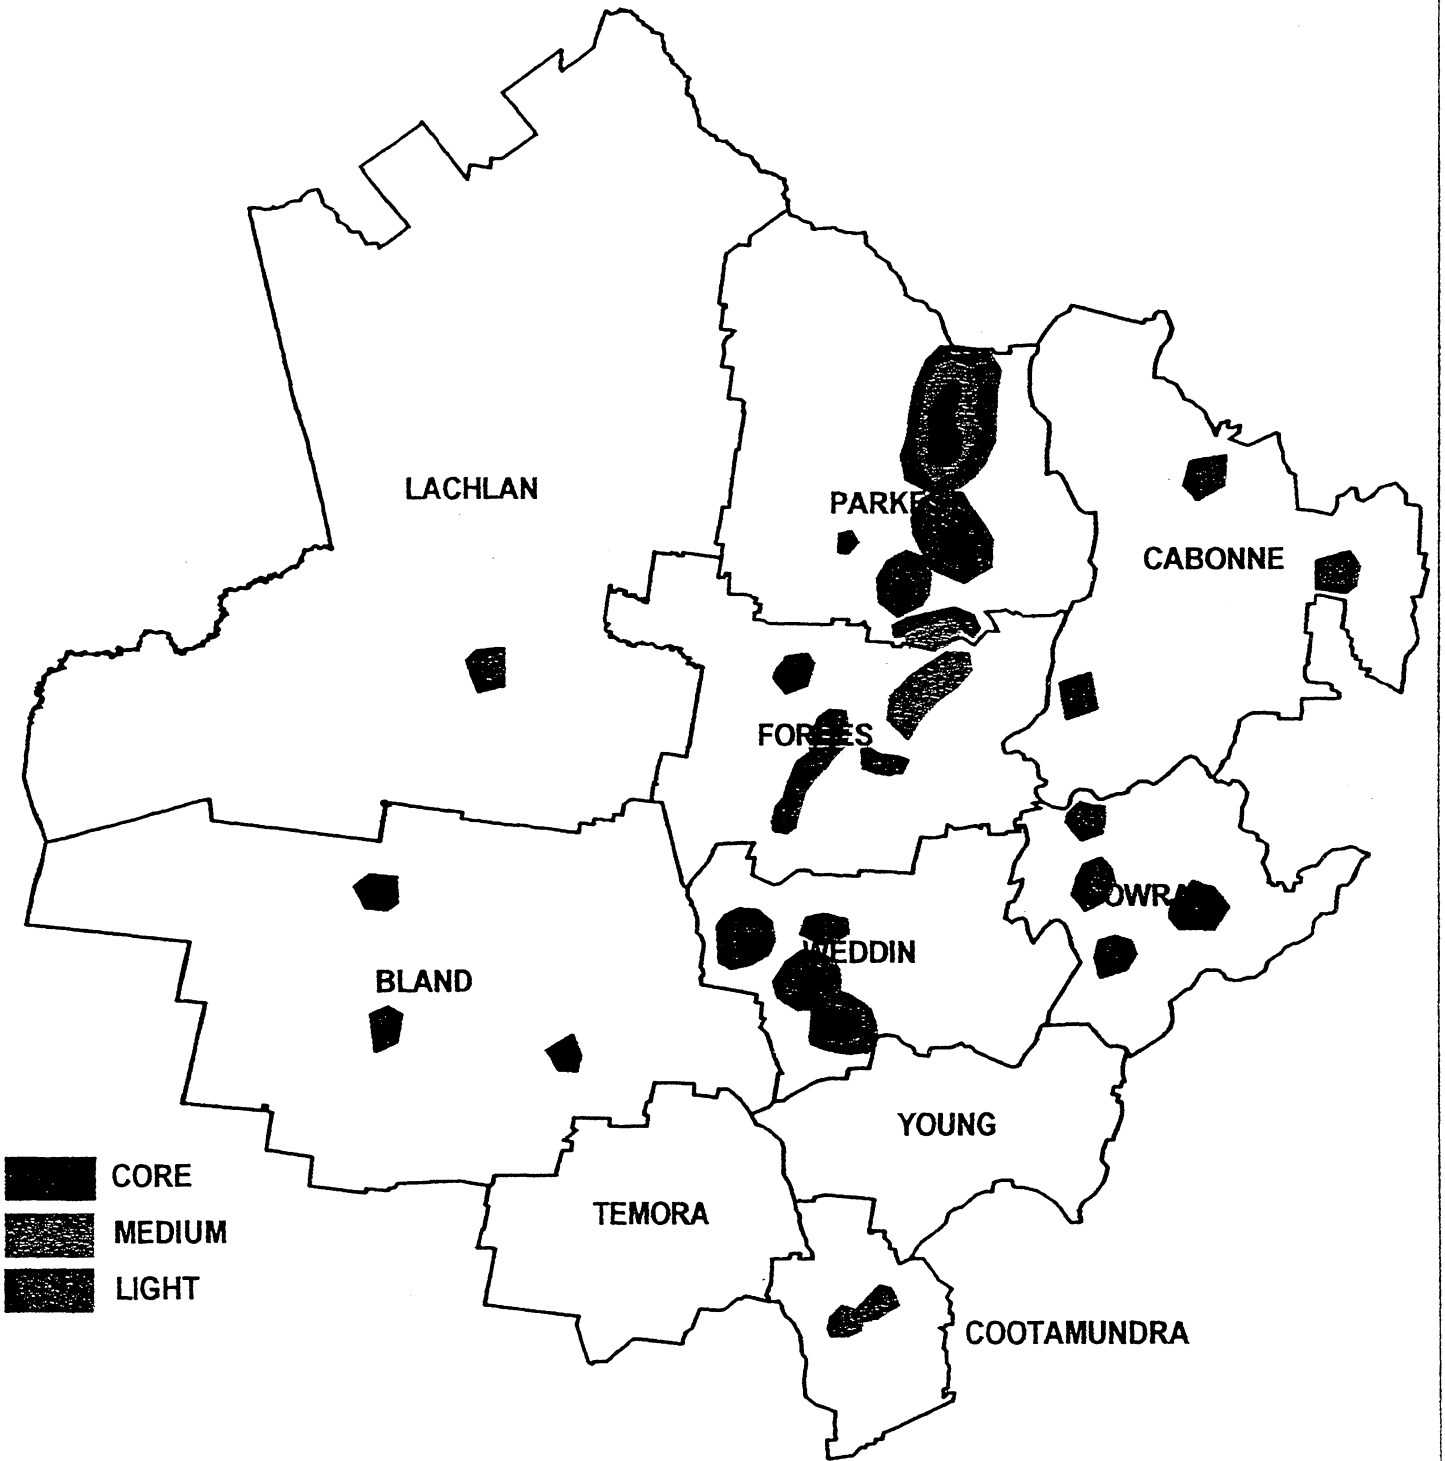 LACHLAN
PARKE
CABONNE
FORBES
OWRA
WEDDIN
BLAND
YOUNG
CORE
TEMORA
MEDIUM
LIGHT
COOTAMUNDRA